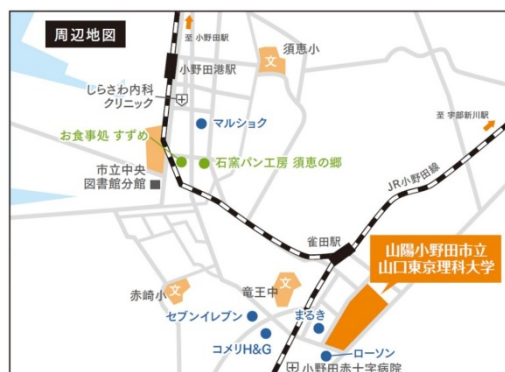 周辺地図
至 小野田駅
須恵小
文
小野田港駅
しらさわ内科
クリニック
マルショク
至 宇部新川駅
お食事処 すずめ
石窯パン工房 須恵の郷
市立中央
図書館分館
JR小野田線
雀田駅
山陽小野田市立
山口東京理科大学
文
赤崎小
文
竜王中
セブンイレブン
まるき
コメリH&G
ローソン
小野田赤十字病院